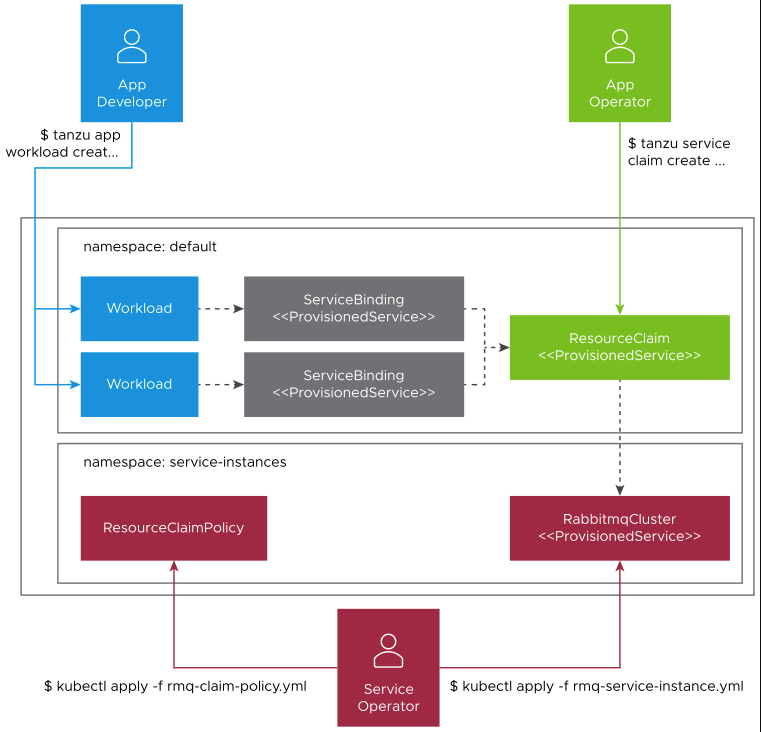 App
Developer
App
Operator
$ tanzu app
workload creat...
$ tanzu service
claim create ...
namespace: default
Workload
ServiceBinding
<<ProvisionedService>>
ResourceClaim
<<ProvisionedService>>
Workload
ServiceBinding
<<ProvisionedService>>
namespace: service-instances
ResourceClaimPolicy
RabbitmqCluster
<<ProvisionedService>>
$ kubectl apply -f rmq-claim-policy.yml
Service
Operator
$ kubectl apply -f rmq-service-instance.yml